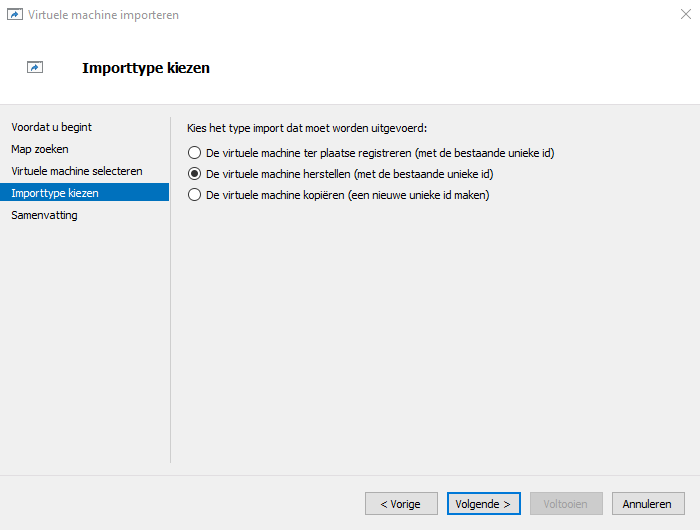 Virtuele machine importeren
Importtype kiezen
Voordat u begint
Map zoeken
Virtuele machine selecteren
Importtype kiezen
Samenvatting
Kies het type import dat moet worden uitgevoerd:
De virtuele machine ter plaatse registreren (met de bestaande unieke id)
De virtuele machine herstellen (met de bestaande unieke id)
De virtuele machine kopiëren (een nieuwe unieke id maken)
< Vorige
Volgende >
Voltooien
Annuleren